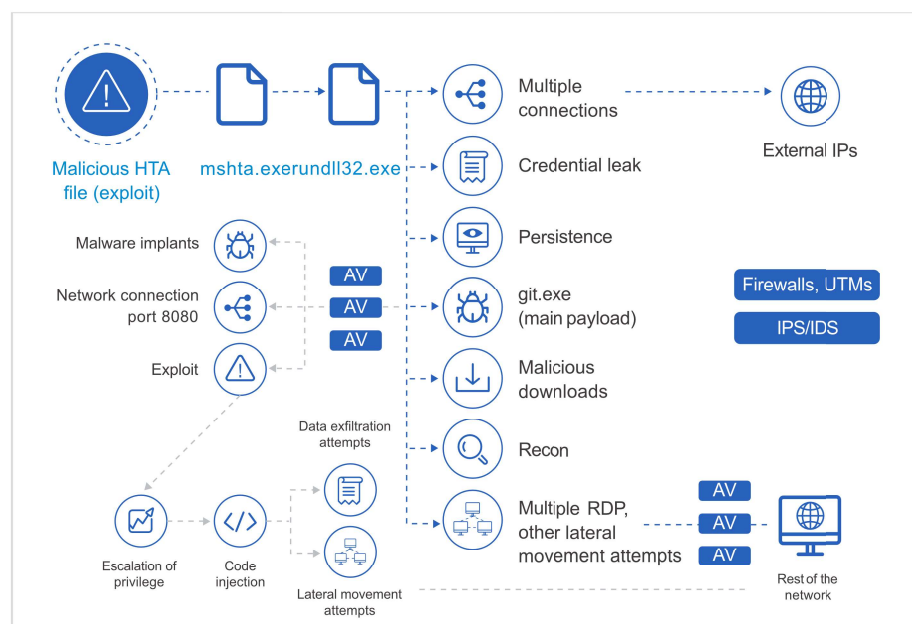 Malicious HTA
file (exploit)
mshta.exerundll32.exe
Multiple
connections
External IPs
Credential leak
Persistence
git.exe
(main payload)
Malicious
downloads
Recon
Multiple RDP,
other lateral
movement attempts
Firewalls, UTMs
IPS/IDS
Malware implants
Network connection
port 8080
Exploit
AV
AV
AV
Data exfiltration
attempts
Escalation of
privilege
Code
injection
Lateral movement
attempts
AV
AV
AV
Rest of the
network